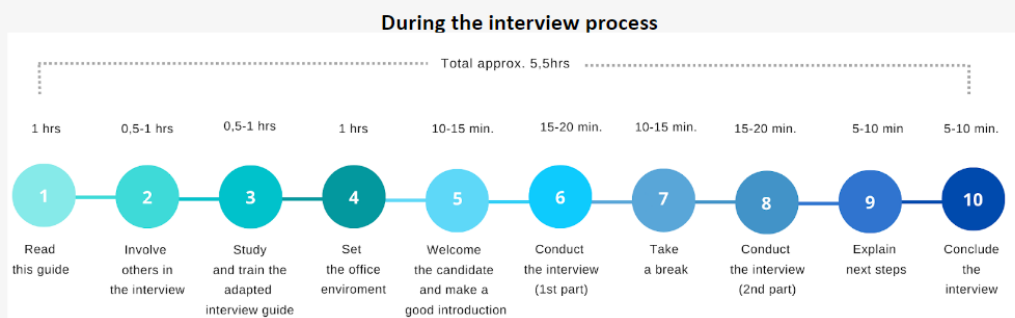 During the interview process
Total approx. 5,5hrs
1 hrs
0,5-1 hrs
0,5-1 hrs
1 hrs
10-15 min.
15-20 min.
10-15 min.
15-20 min.
5-10 min
5-10 min.
1
2
3
4
5
6
7
8
9
10
Read
this guide
Involve
others in
the interview
Study
and train the
adapted
interview guide
Set
the office
enviroment
Welcome
the candidate
and make a
good introduction
Conduct
the interview
(1st part)
Take
a break
Conduct
the interview
(2nd part)
Explain
next steps
Conclude
the
interview